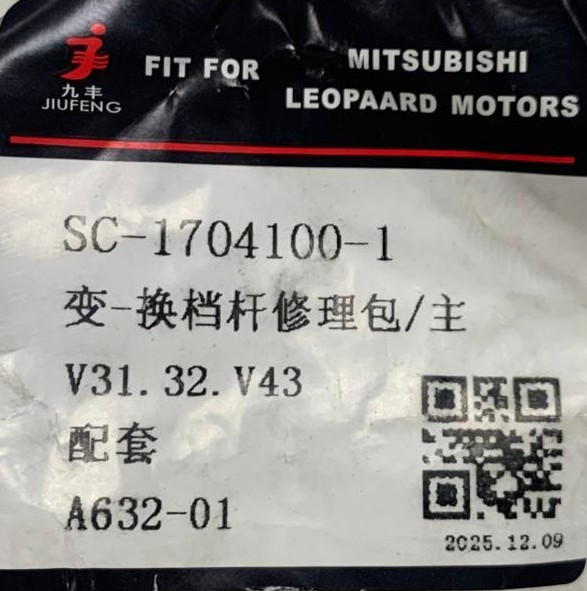 九丰
JIUFENG
FIT FOR
MITSUBISHI
LEOPAARD MOTORS
SC-1704100-1
变-换档杆修理包/主
V31.32.V43
配套
A632-01
2025.12.09